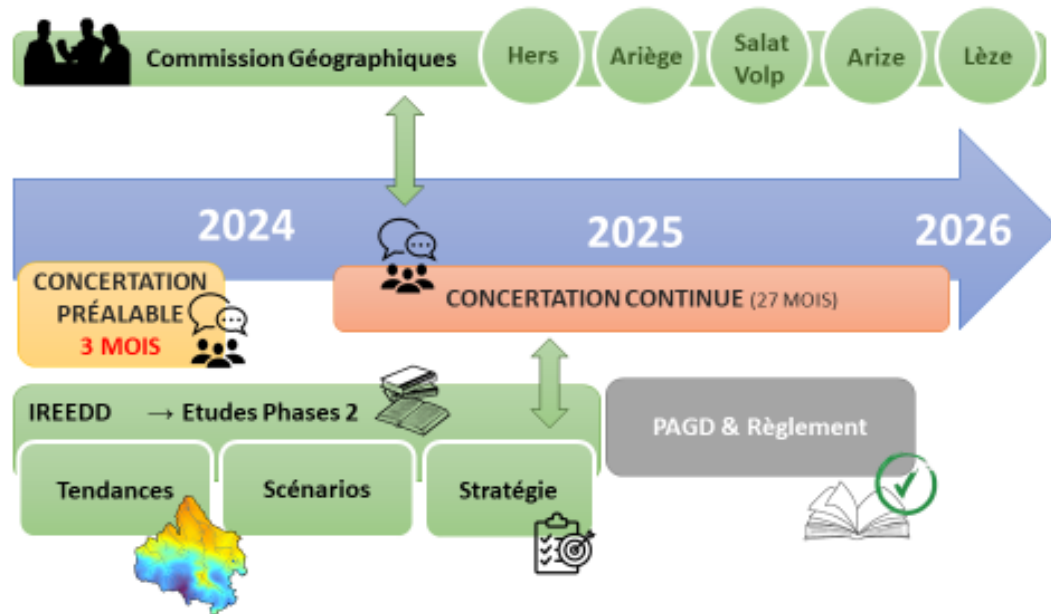 Commission Géographiques
Hers
Ariège
Salat
Volp
Arize
Lèze
2024
2025
2026
CONCERTATION
PRÉALABLE
3 MOIS
CONCERTATION CONTINUE (27 MOIS)
IREEDD → Etudes Phases 2
PAGD & Règlement
Tendances
Scénarios
Stratégie